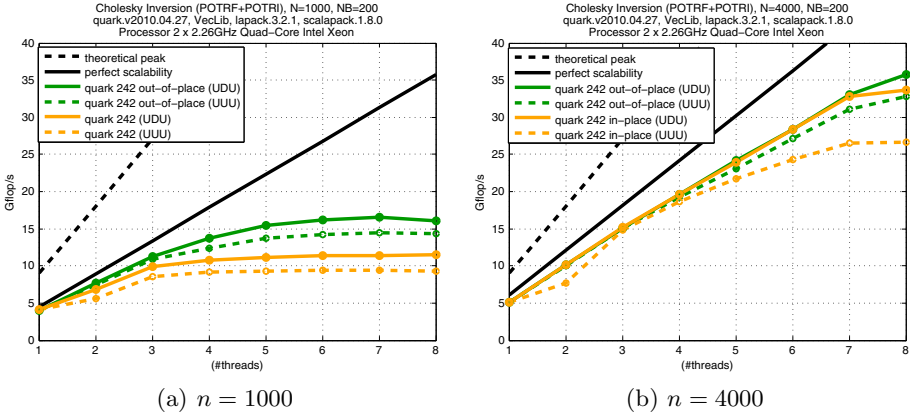 Cholesky Inversion (POTRF+POTRI), N=1000, NB=200
quark.v2010.04.27, VecLib, lapack.3.2.1, scalapack.1.8.0
Processor 2 x 2.26GHz Quad-Core Intel Xeon
40
35
30
25
20
15
10
5
0
Gflop/s
theoretical peak
perfect scalability
quark 242 out-of-place (UDU)
quark 242 out-of-place (UUU)
quark 242 (UDU)
quark 242 (UUU)
1 2 3 4 5 6 7 8
(#threads)
(a) n = 1000
Cholesky Inversion (POTRF+POTRI), N=4000, NB=200
quark.v2010.04.27, VecLib, lapack.3.2.1, scalapack.1.8.0
Processor 2 x 2.26GHz Quad-Core Intel Xeon
40
35
30
25
20
15
10
5
0
Gflop/s
theoretical peak
perfect scalability
quark 242 out-of-place (UDU)
quark 242 out-of-place (UUU)
quark 242 in-place (UDU)
quark 242 in-place (UUU)
1 2 3 4 5 6 7 8
(#threads)
(b) n = 4000